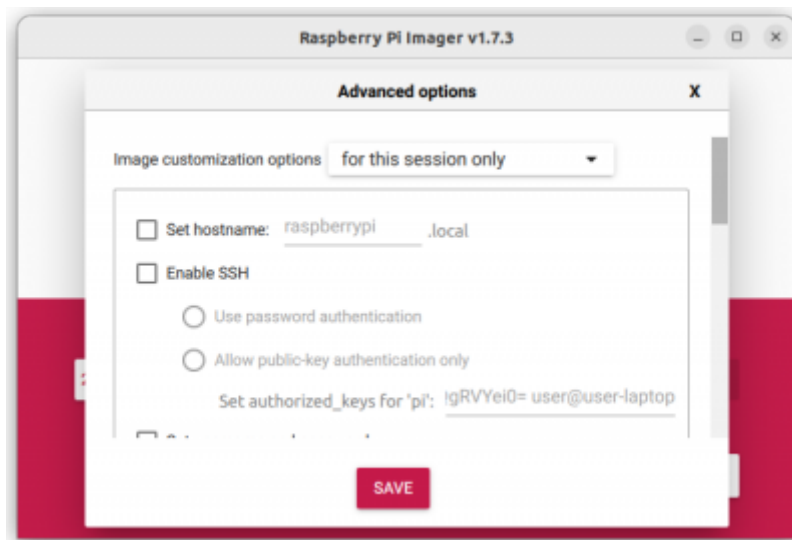 Raspberry Pi Imager v1.7.3
Advanced options X
Image customization options for this session only
Set hostname: raspberrypi .local
Enable SSH
Use password authentication
Allow public-key authentication only
Set authorized_keys for 'pi': gRVYei0= user@user-laptop
SAVE